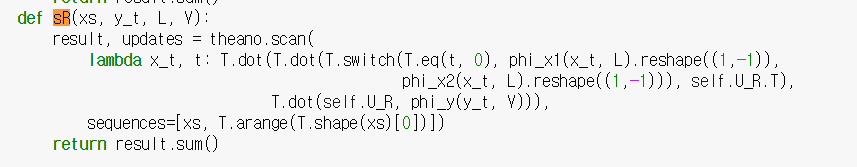 return result.sum()
def sR(xs, y_t, L, V):
result, updates = theano.scan(
lambda x_t, t: T.dot(T.dot(T.switch(T.eq(t, 0), phi_x1(x_t, L).reshape((1,-1)),
phi_x2(x_t, L).reshape((1,-1))), self.U_R.T),
T.dot(self.U_R, phi_y(y_t, V))),
sequences=[xs, T.arange(T.shape(xs)[0])])
return result.sum()